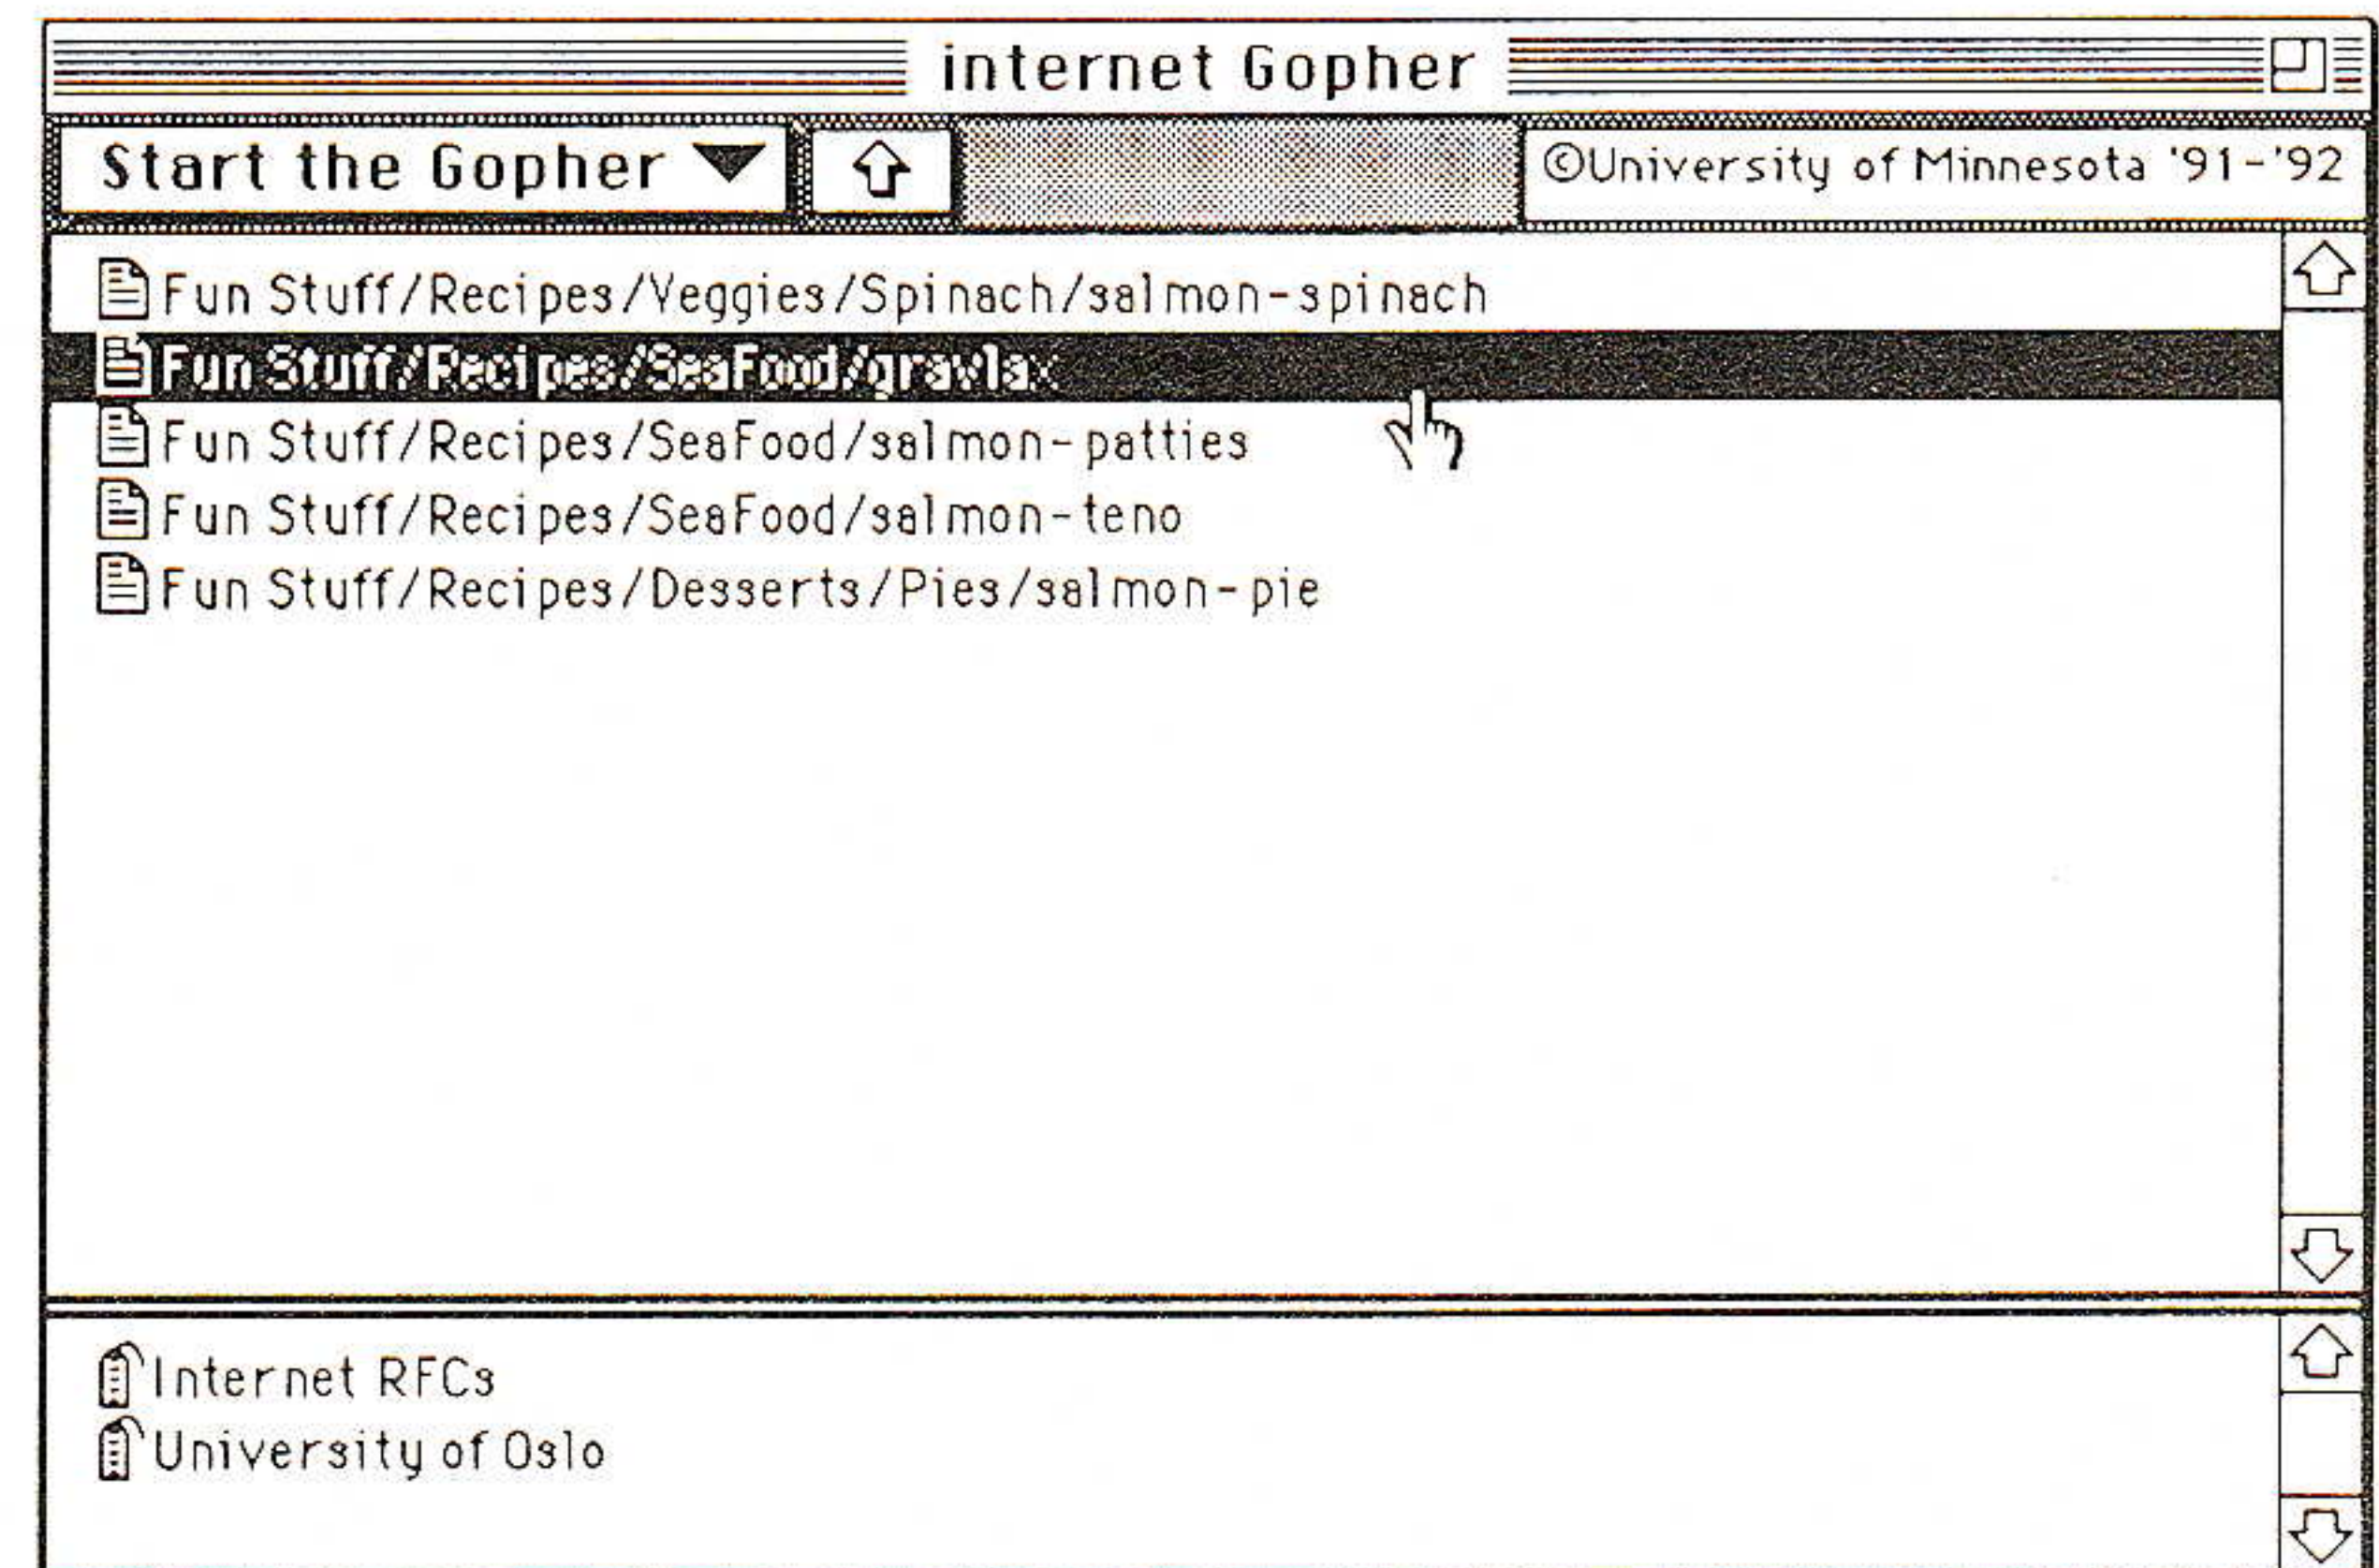 internet Gopher
Start the Gopher
©University of Minnesota '91-'92
Fun Stuff/Recipes/Veggies/Spinach/salmon-spinach
Fun Stuff/Recipes/SeaFood/gravlax
Fun Stuff/Recipes/SeaFood/salmon-patties
Fun Stuff/Recipes/SeaFood/salmon-teno
Fun Stuff/Recipes/Desserts/Pies/salmon-pie
Internet RFCs
University of Oslo